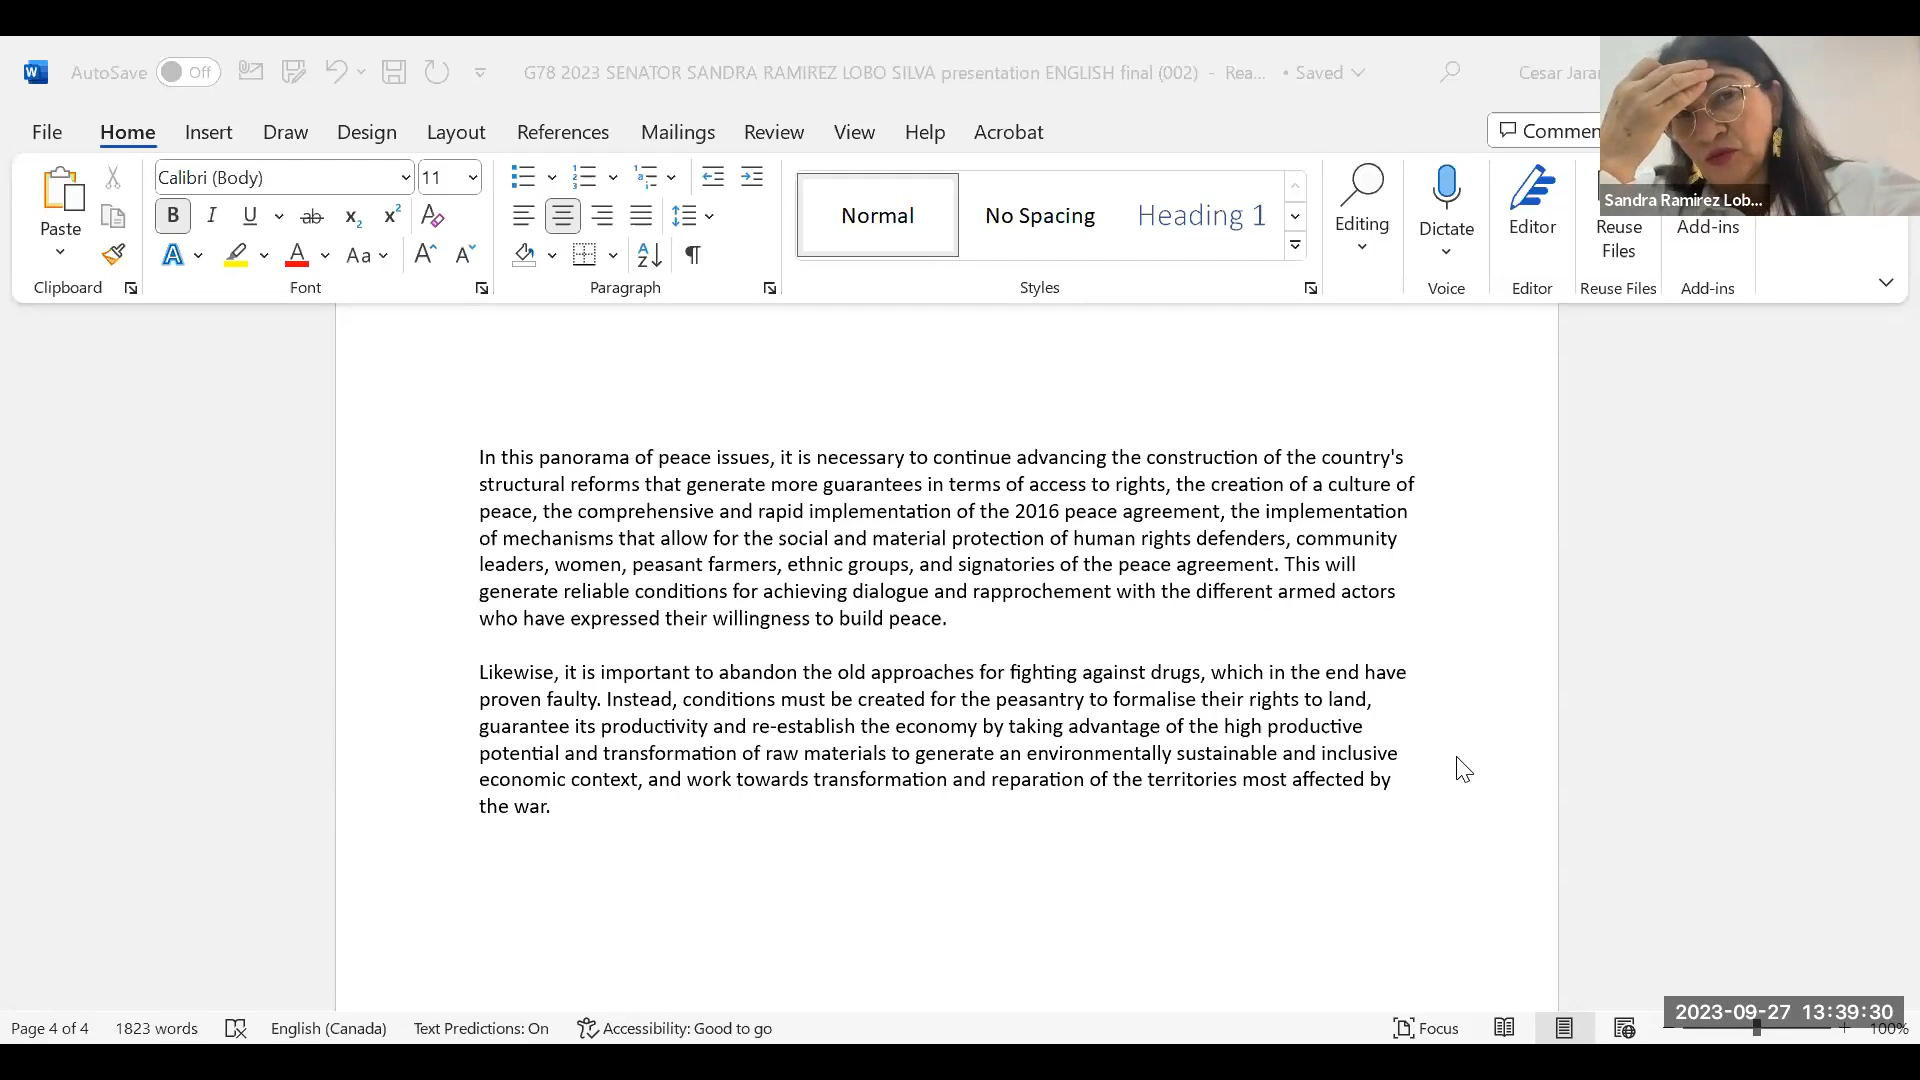 AutoSave Off G78 2023 SENATOR SANDRA RAMIREZ LOBO SILVA presentation ENGLISH final (002) - Rea... • Saved Cesar Jarar
File Home Insert Draw Design Layout References Mailings Review View Help Acrobat Commen
Calibri (Body) 11
Paste
Normal No Spacing Heading 1
Editing Dictate Editor Reuse Files Add-ins
Sandra Ramirez Lob...
Clipboard Font Paragraph Styles Voice Editor Reuse Files Add-ins
In this panorama of peace issues, it is necessary to continue advancing the construction of the country's
structural reforms that generate more guarantees in terms of access to rights, the creation of a culture of
peace, the comprehensive and rapid implementation of the 2016 peace agreement, the implementation
of mechanisms that allow for the social and material protection of human rights defenders, community
leaders, women, peasant farmers, ethnic groups, and signatories of the peace agreement. This will
generate reliable conditions for achieving dialogue and rapprochement with the different armed actors
who have expressed their willingness to build peace.
Likewise, it is important to abandon the old approaches for fighting against drugs, which in the end have
proven faulty. Instead, conditions must be created for the peasantry to formalise their rights to land,
guarantee its productivity and re-establish the economy by taking advantage of the high productive
potential and transformation of raw materials to generate an environmentally sustainable and inclusive
economic context, and work towards transformation and reparation of the territories most affected by
the war.
2023-09-27 13:39:30
Page 4 of 4 1823 words English (Canada) Text Predictions: On Accessibility: Good to go Focus 100%